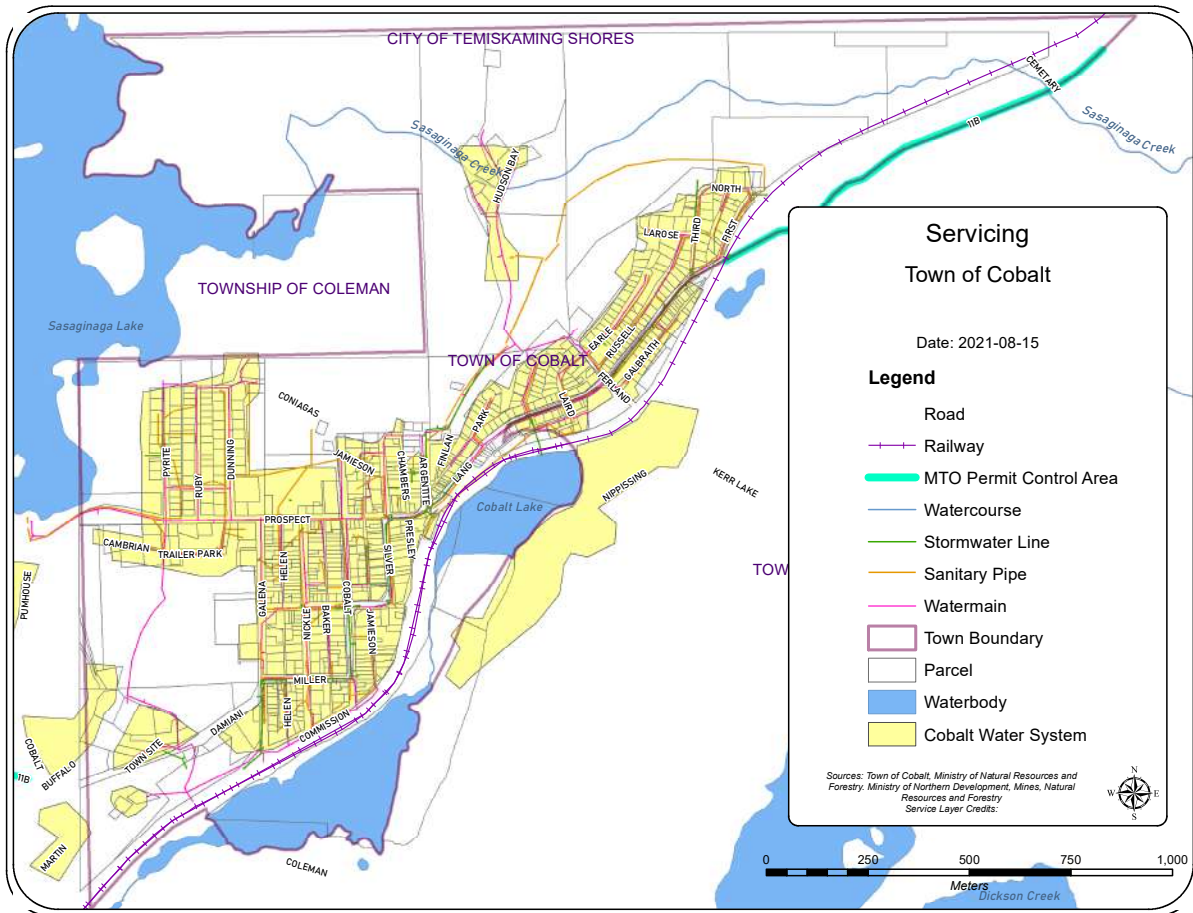 CITY OF TEMISKAMING SHORES
CEMETARY
11B
Sasaginaga Creek
Sasaginaga Creek
HUDSON BAY
NORTH
THIRD
FIRST
LAROSE
TOWNSHIP OF COLEMAN
Sasaginaga Lake
EARLE
RUSSELL
GALBRAITH
TOWN OF COBALT
FERLAND
LAIRD
PARK
CONIAGAS
FINLAN
LANG
JAMIESON
CHAMBERS
ARGENTITE
PYRITE
RUBY
DUNNING
NIPPISSING
KERR LAKE
Cobalt Lake
PROSPECT
PRESLEY
CAMBRIAN
TRAILER PARK
HELEN
SILVER
TOW
PUMHOUSE
GALENA
NICKLE
BAKER
COBALT
JAMIESON
MILLER
HELEN
COMMISSION
DAMIANI
TOWN SITE
COBALT
BUFFALO
11B
MARTIN
COLEMAN
Servicing
Town of Cobalt
Date: 2021-08-15
Legend
Road
Railway
MTO Permit Control Area
Watercourse
Stormwater Line
Sanitary Pipe
Watermain
Town Boundary
Parcel
Waterbody
Cobalt Water System
Sources: Town of Cobalt, Ministry of Natural Resources and
Forestry. Ministry of Northern Development, Mines, Natural
Resources and Forestry
Service Layer Credits:
N
W E
S
0 250 500 750 1,000
Meters
Dickson Creek